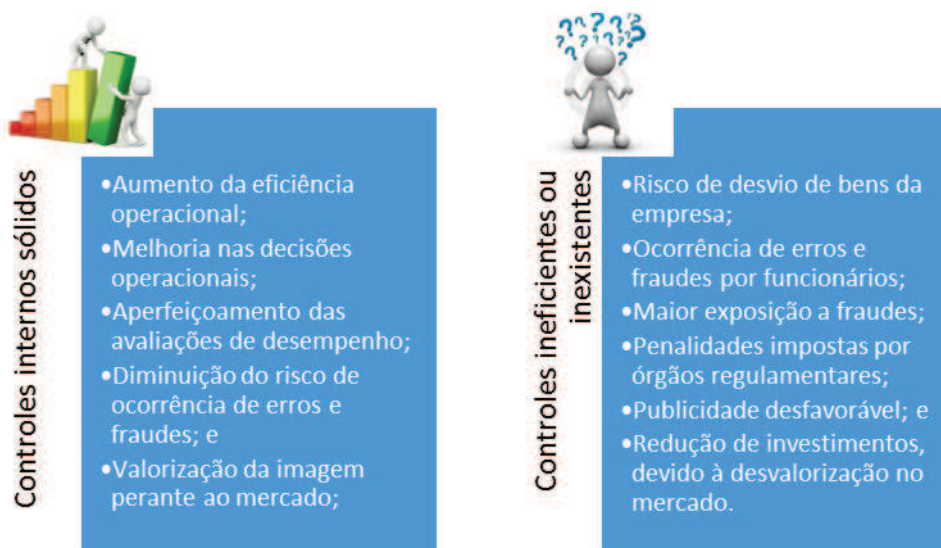 Controles internos sólidos
•Aumento da eficiência
operacional;
•Melhoria nas decisões
operacionais;
•Aperfeiçoamento das
avaliações de desempenho;
•Diminuição do risco de
ocorrência de erros e
fraudes; e
•Valorização da imagem
perante ao mercado;
Controles ineficientes ou
inexistentes
•Risco de desvio de bens da
empresa;
•Ocorrência de erros e
fraudes por funcionários;
•Maior exposição a fraudes;
•Penalidades impostas por
órgãos regulamentares;
•Publicidade desfavorável; e
•Redução de investimentos,
devido à desvalorização no
mercado.